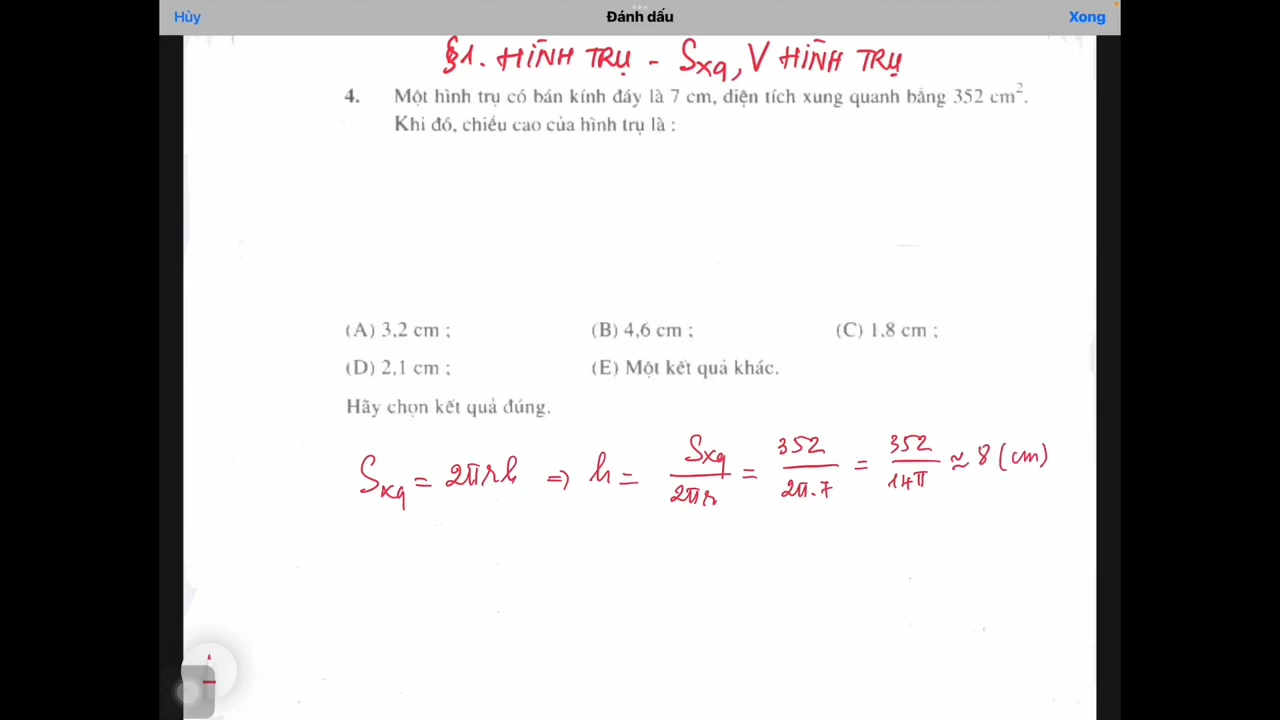 Hủy Đánh dấu Xong
§1. HÌNH TRỤ - Sxq, V HÌNH TRỤ
4. Một hình trụ có bán kính đáy là 7 cm, diện tích xung quanh bằng 352 cm².
Khi đó, chiều cao của hình trụ là :
(A) 3,2 cm ; (B) 4,6 cm ; (C) 1,8 cm ;
(D) 2,1 cm ; (E) Một kết quả khác.
Hãy chọn kết quả đúng.
Sxq = 2πrh => h = Sxq/2πr = 352/2π.7 = 352/14π ≈ 8 (cm)